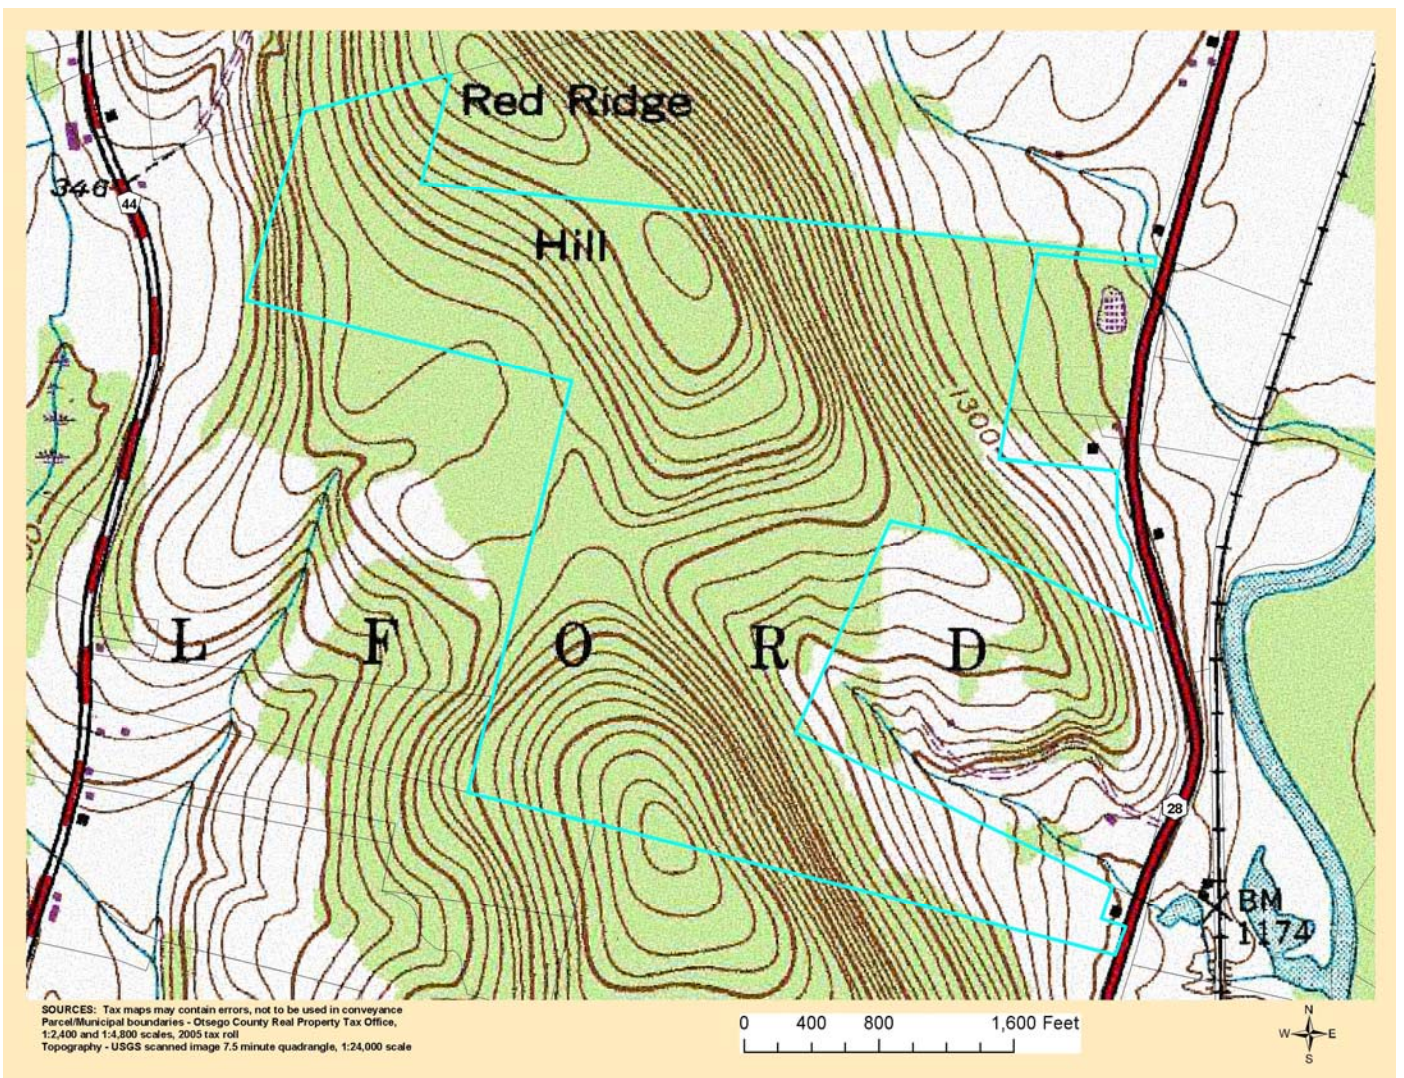 Red Ridge
346
44
Hill
1300
L F O R D
28
BM
1174
SOURCES: Tax maps may contain errors, not to be used in conveyance
Parcel/Municipal boundaries - Otsego County Real Property Tax Office,
1:2,400 and 1:4,800 scales, 2005 tax roll
Topography - USGS scanned image 7.5 minute quadrangle, 1:24,000 scale
0 400 800 1,600 Feet
N
W E
S